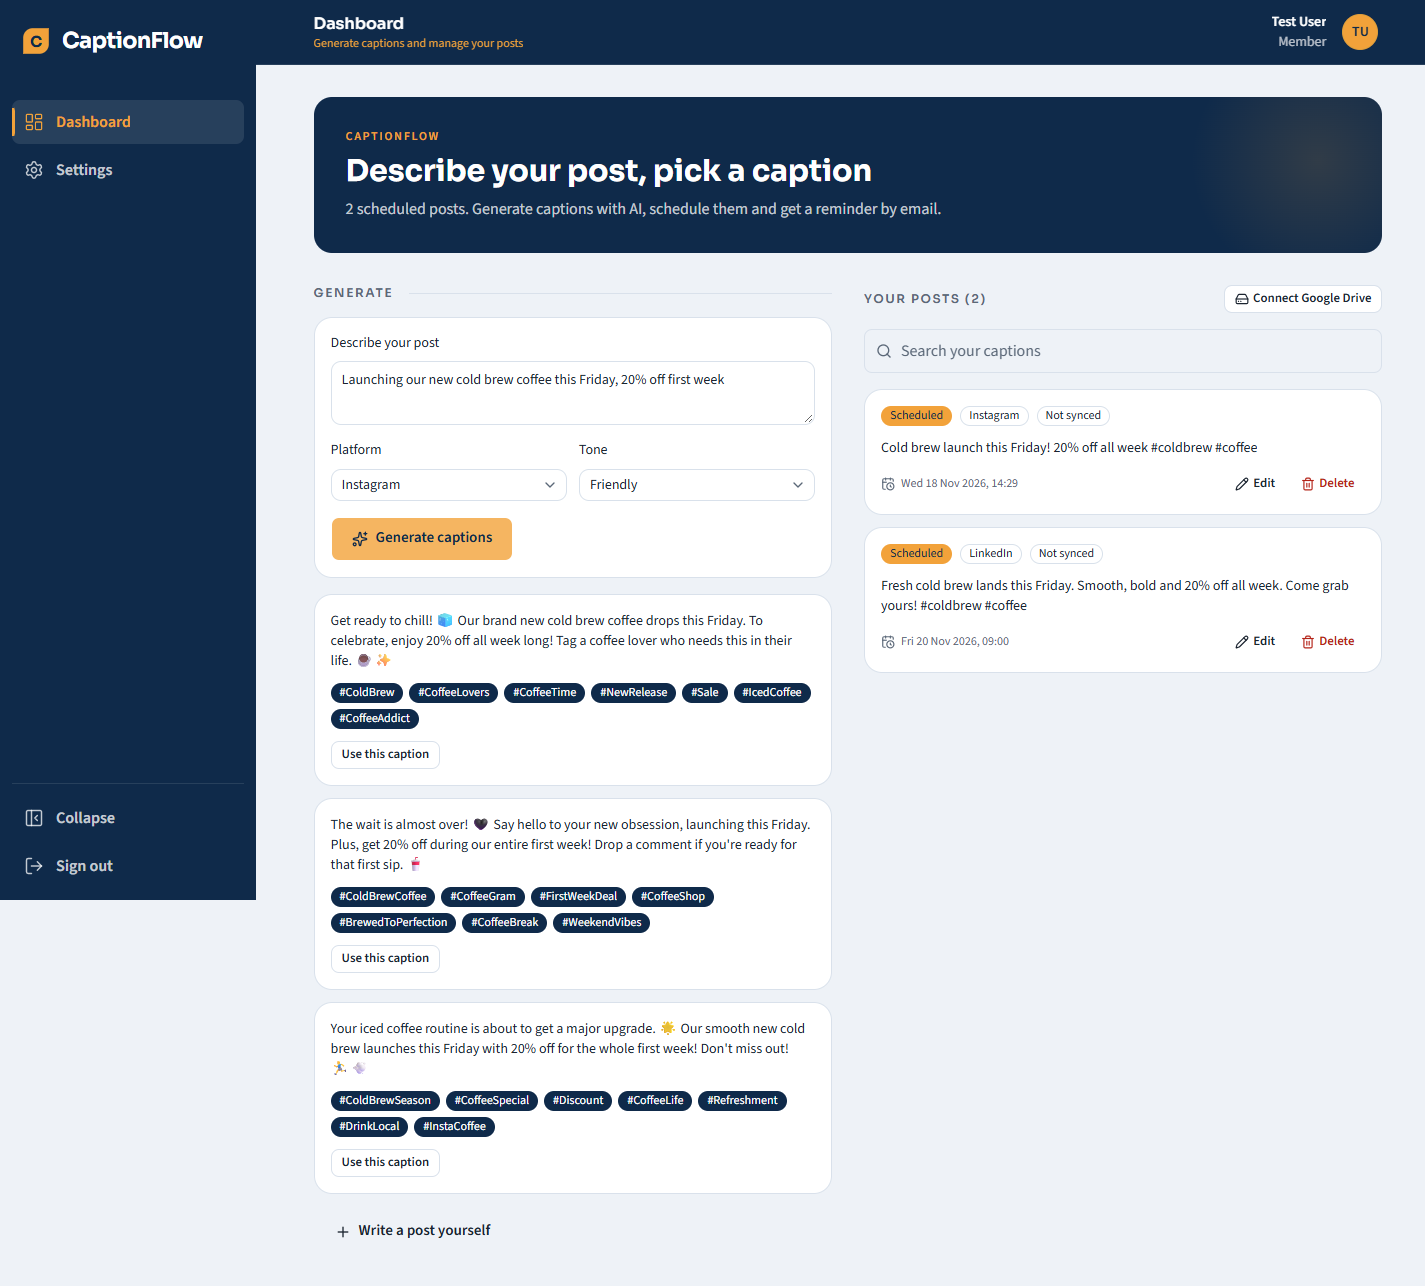 CaptionFlow
Dashboard
Settings
Collapse
Sign out
Dashboard
Generate captions and manage your posts
Test User
Member
TU
CAPTIONFLOW
Describe your post, pick a caption
2 scheduled posts. Generate captions with AI, schedule them and get a reminder by email.
GENERATE
Describe your post
Launching our new cold brew coffee this Friday, 20% off first week
Platform
Tone
Instagram
Friendly
Generate captions
Get ready to chill! 🧊 Our brand new cold brew coffee drops this Friday. To
celebrate, enjoy 20% off all week long! Tag a coffee lover who needs this in their
life. ☕ ✨
#ColdBrew #CoffeeLovers #CoffeeTime #NewRelease #Sale #IcedCoffee
#CoffeeAddict
Use this caption
The wait is almost over! 🖤 Say hello to your new obsession, launching this Friday.
Plus, get 20% off during our entire first week! Drop a comment if you're ready for
that first sip. 🥤
#ColdBrewCoffee #CoffeeGram #FirstWeekDeal #CoffeeShop
#BrewedToPerfection #CoffeeBreak #WeekendVibes
Use this caption
Your iced coffee routine is about to get a major upgrade. 🌟 Our smooth new cold
brew launches this Friday with 20% off for the whole first week! Don't miss out!
🏃‍♂️ 💨
#ColdBrewSeason #CoffeeSpecial #Discount #CoffeeLife #Refreshment
#DrinkLocal #InstaCoffee
Use this caption
Write a post yourself
YOUR POSTS (2)
Connect Google Drive
Search your captions
Scheduled Instagram Not synced
Cold brew launch this Friday! 20% off all week #coldbrew #coffee
Wed 18 Nov 2026, 14:29
Edit
Delete
Scheduled LinkedIn Not synced
Fresh cold brew lands this Friday. Smooth, bold and 20% off all week. Come grab
yours! #coldbrew #coffee
Fri 20 Nov 2026, 09:00
Edit
Delete